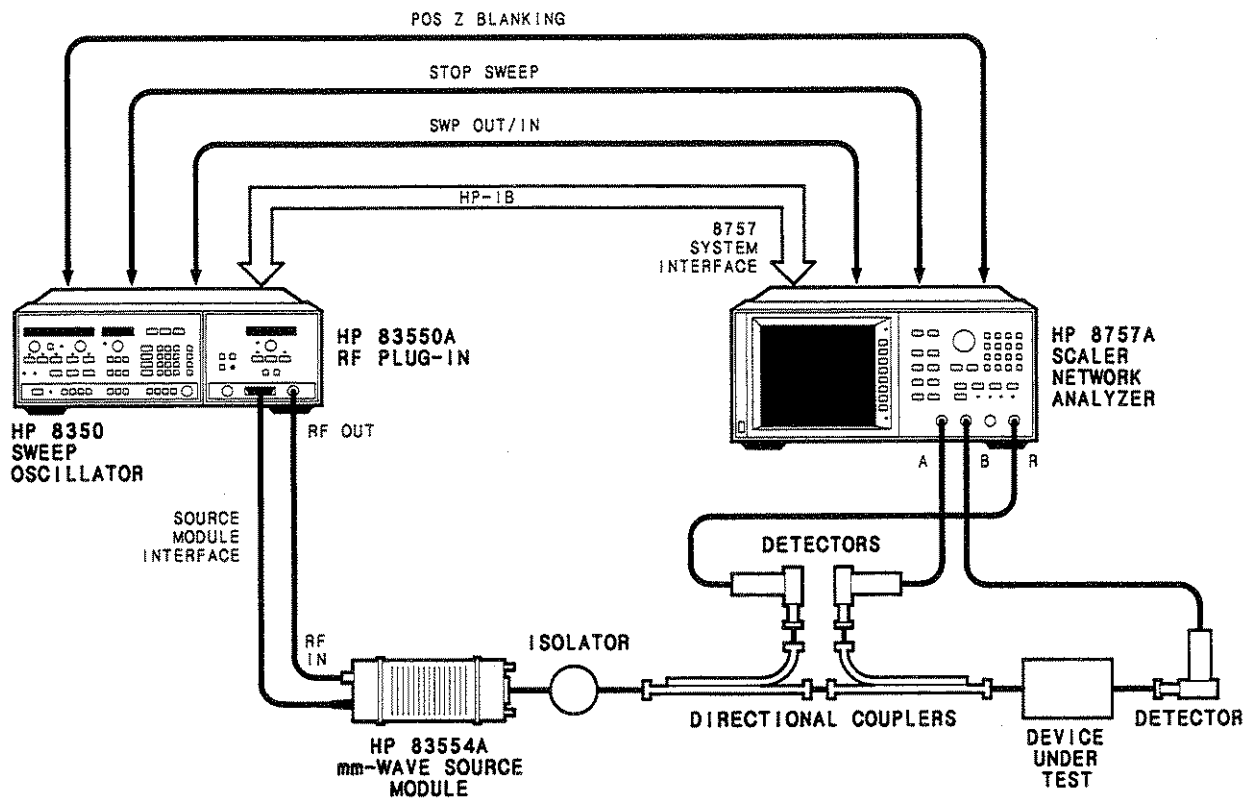 POS Z BLANKING
STOP SWEEP
SWP OUT/IN
HP-IB
8757
SYSTEM
INTERFACE
HP 83550A
RF PLUG-IN
HP 8757A
SCALER
NETWORK
ANALYZER
HP 8350
SWEEP
OSCILLATOR
RF OUT
A
B
R
SOURCE
MODULE
INTERFACE
DETECTORS
RF
IN
ISOLATOR
DIRECTIONAL COUPLERS
DETECTOR
HP 83554A
mm-WAVE SOURCE
MODULE
DEVICE
UNDER
TEST